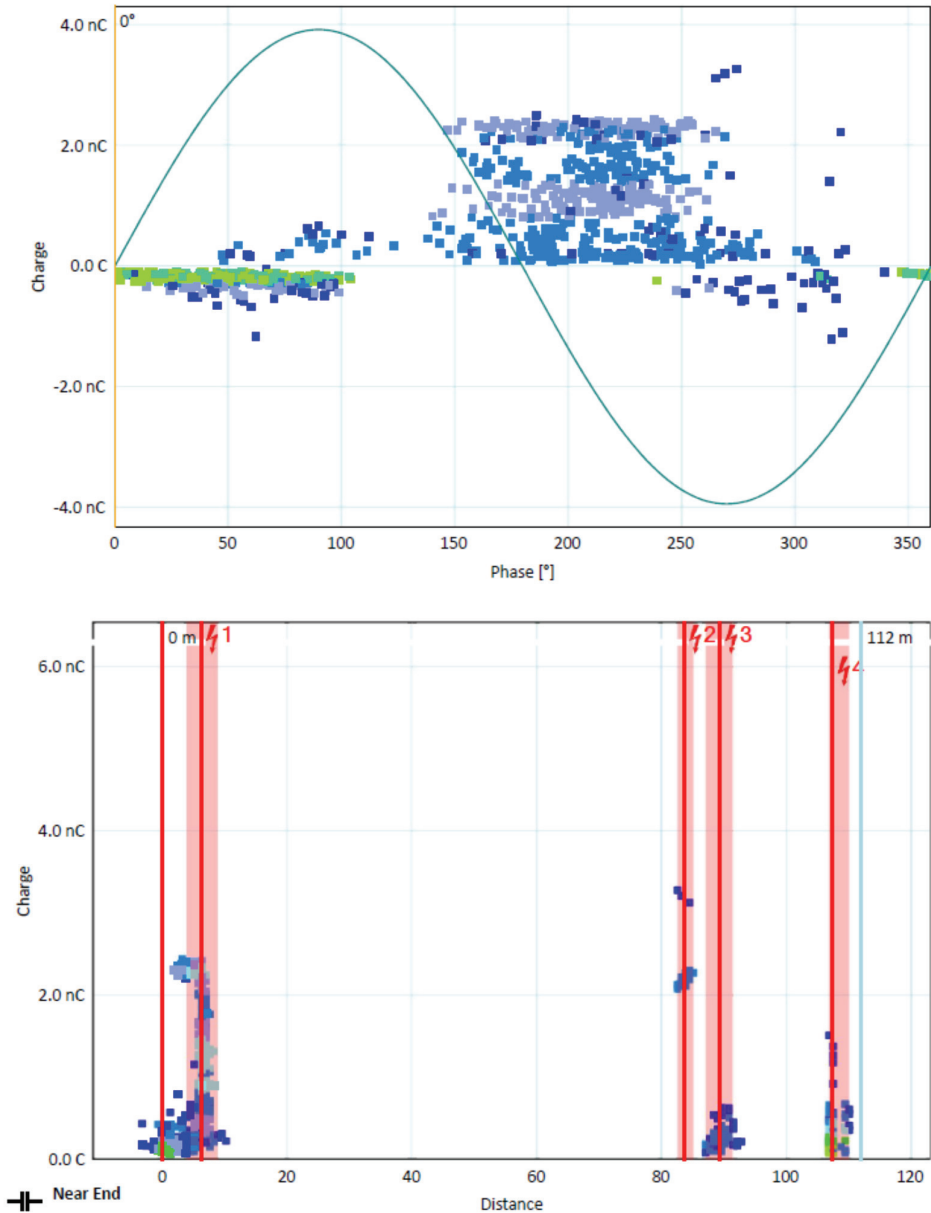 4.0 nC
0°
2.0 nC
0.0 C
-2.0 nC
-4.0 nC
Charge
0 50 100 150 200 250 300 350
Phase [°]
0 m
1
2
3
112 m
4
6.0 nC
4.0 nC
2.0 nC
0.0 C
Charge
0 20 40 60 80 100 120
Near End
Distance